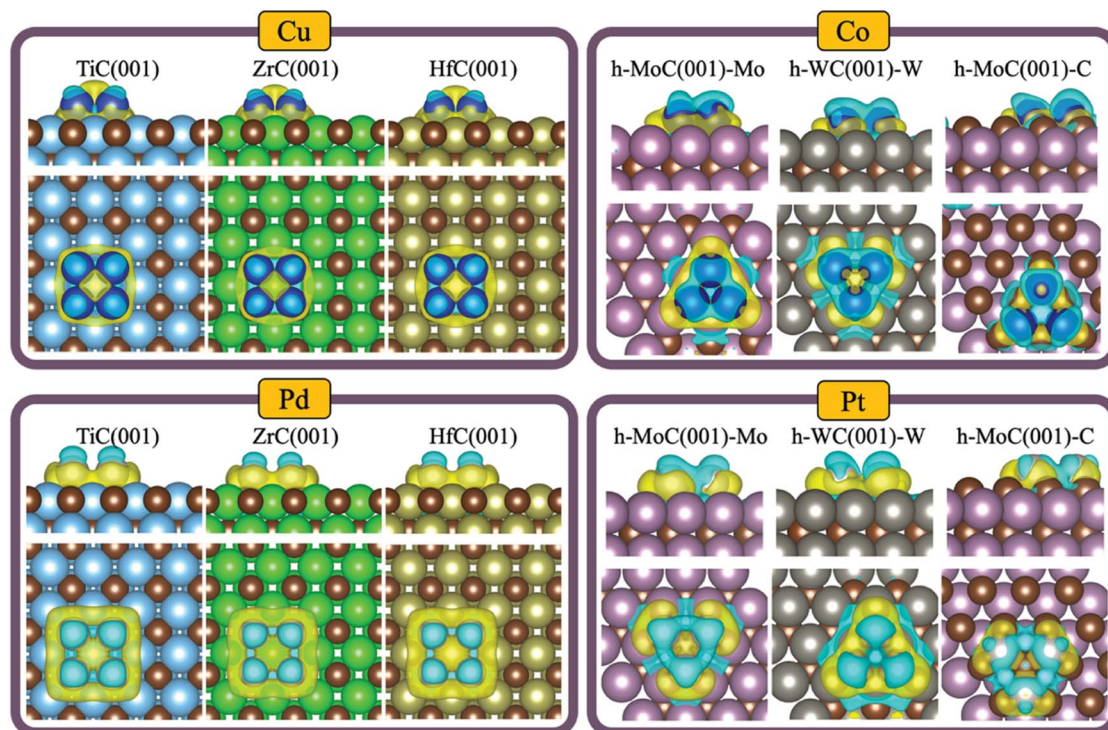 Cu
TiC(001) ZrC(001) HfC(001)
Co
h-MoC(001)-Mo h-WC(001)-W h-MoC(001)-C
Pd
TiC(001) ZrC(001) HfC(001)
Pt
h-MoC(001)-Mo h-WC(001)-W h-MoC(001)-C